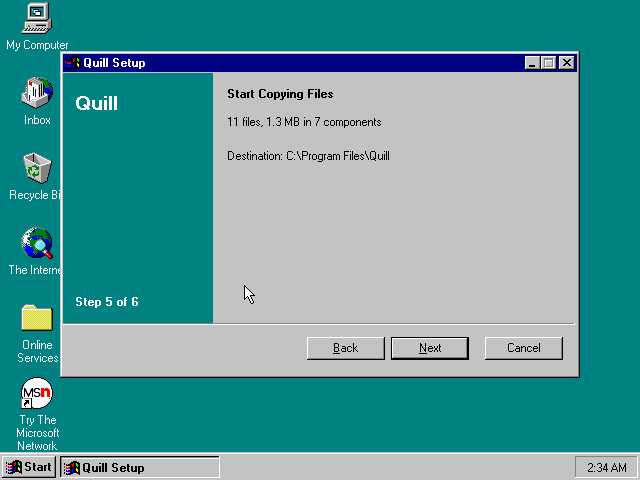 My Computer
Inbox
Recycle Bi
The Interne
Online
Services
MSn
Try The
Microsoft
Network
Quill Setup
Quill
Step 5 of 6
Start Copying Files
11 files, 1.3 MB in 7 components
Destination: C:\Program Files\Quill
Back
Next
Cancel
Start
Quill Setup
2:34 AM